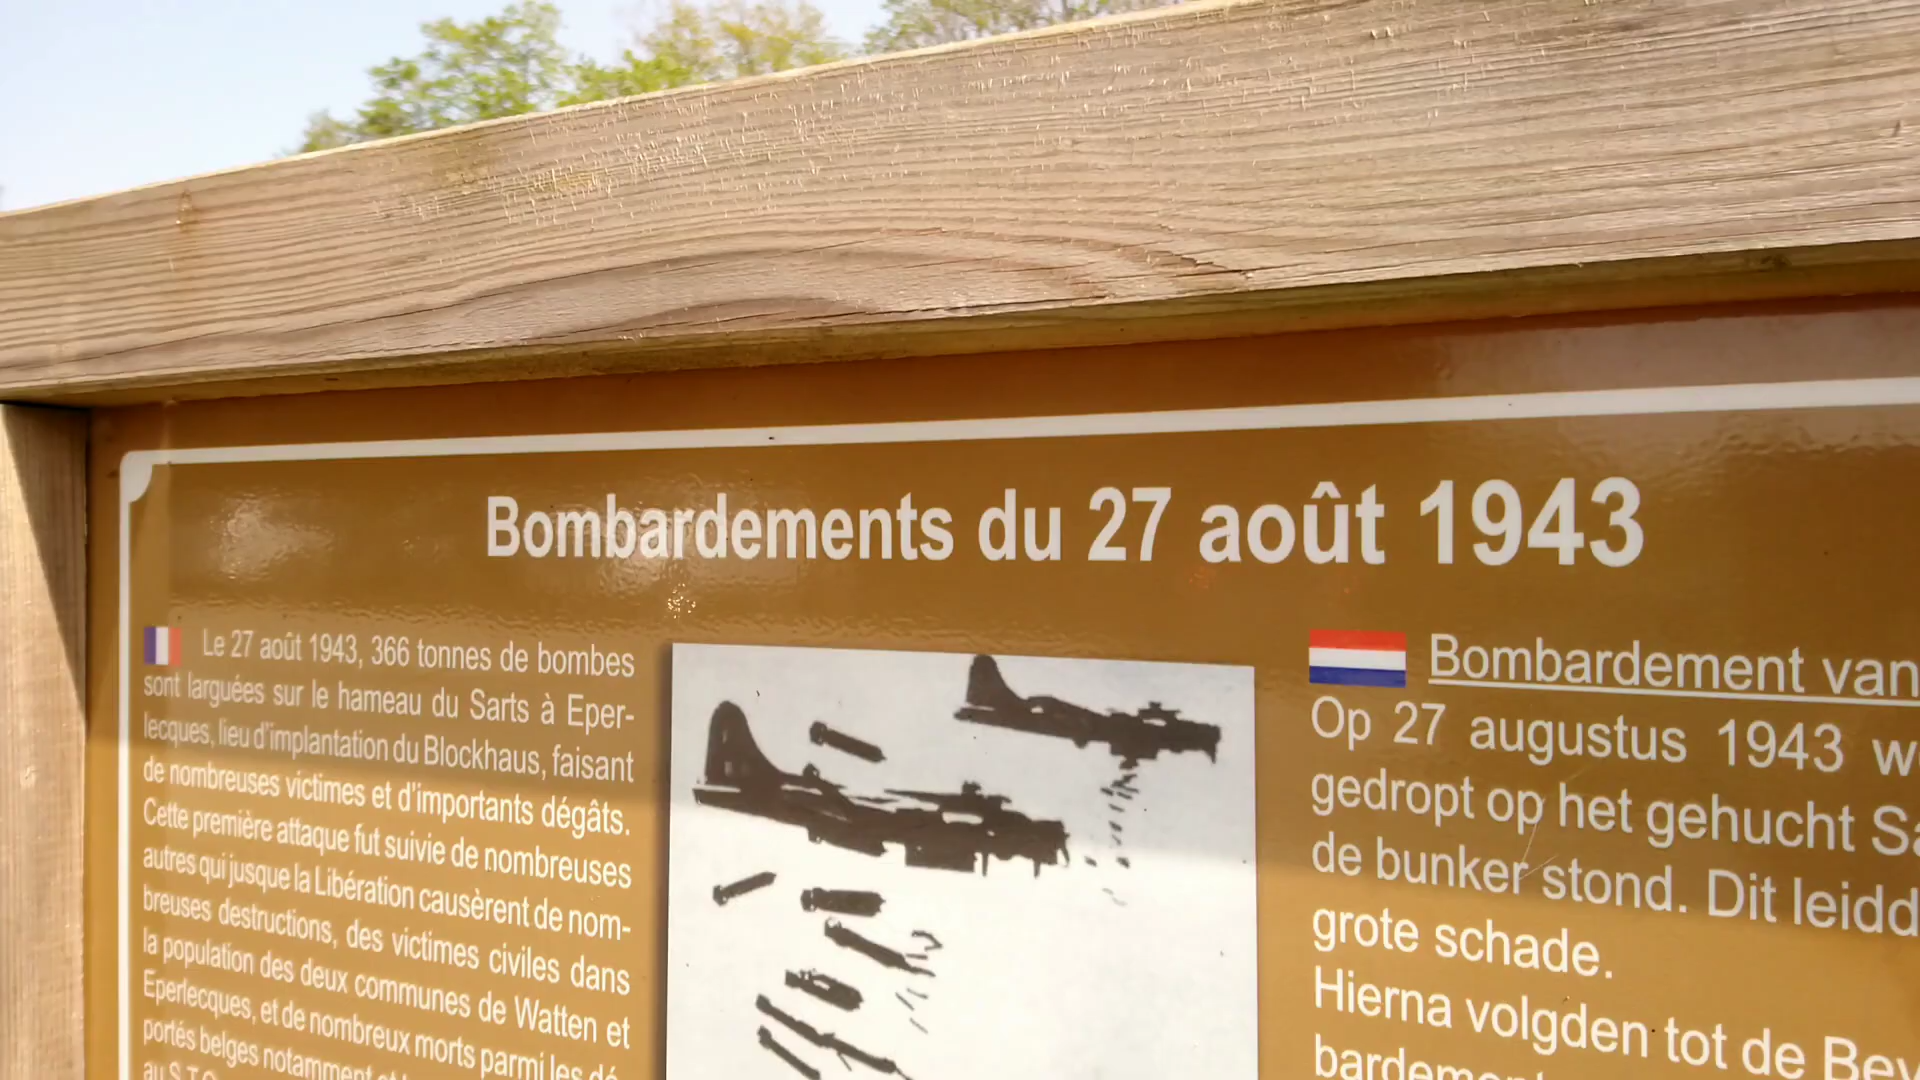 Bombardements du 27 août 1943
Le 27 août 1943, 366 tonnes de bombes
sont larguées sur le hameau du Sarts à Eper-
lecques, lieu d'implantation du Blockhaus, faisant
de nombreuses victimes et d'importants dégâts.
Cette première attaque fut suivie de nombreuses
autres qui jusque la Libération causèrent de nom-
breuses destructions, des victimes civiles dans
la population des deux communes de Watten et
Eperlecques, et de nombreux morts parmi les dé-
portés belges notamment
au S.T.O
Bombardement van
Op 27 augustus 1943
gedropt op het gehucht
de bunker stond. Dit
grote schade.
Hierna volgden tot de